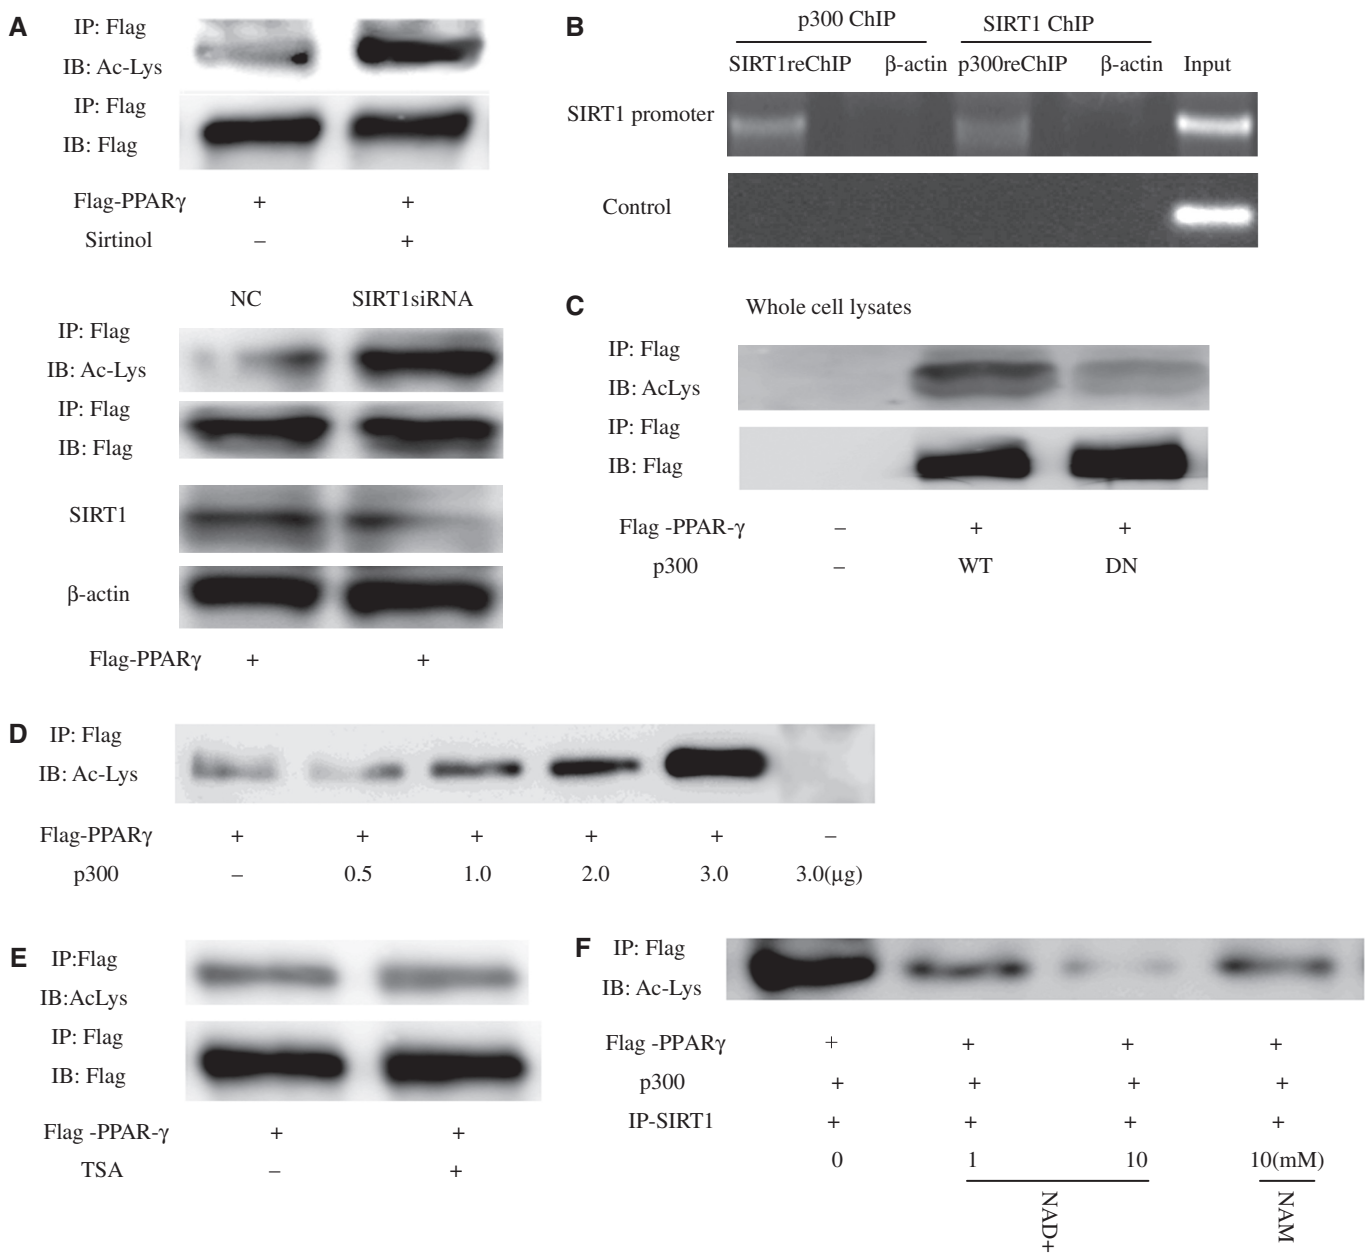 A
IP: Flag
IB: Ac-Lys
IP: Flag
IB: Flag
Flag-PPARγ + +
Sirtinol – +
NC SIRT1siRNA
IP: Flag
IB: Ac-Lys
IP: Flag
IB: Flag
SIRT1
β-actin
Flag-PPARγ + +
B
p300 ChIP SIRT1 ChIP
SIRT1reChIP β-actin p300reChIP β-actin Input
SIRT1 promoter
Control
C
Whole cell lysates
IP: Flag
IB: AcLys
IP: Flag
IB: Flag
Flag -PPAR-γ – + +
p300 – WT DN
D
IP: Flag
IB: Ac-Lys
Flag-PPARγ + + + + + –
p300 – 0.5 1.0 2.0 3.0 3.0(µg)
E
IP:Flag
IB:AcLys
IP: Flag
IB: Flag
Flag -PPAR-γ + +
TSA – +
F
IP: Flag
IB: Ac-Lys
Flag -PPARγ + + + +
p300 + + + +
IP-SIRT1 + + + +
0 1 10 10(mM)
NAD+ NAM